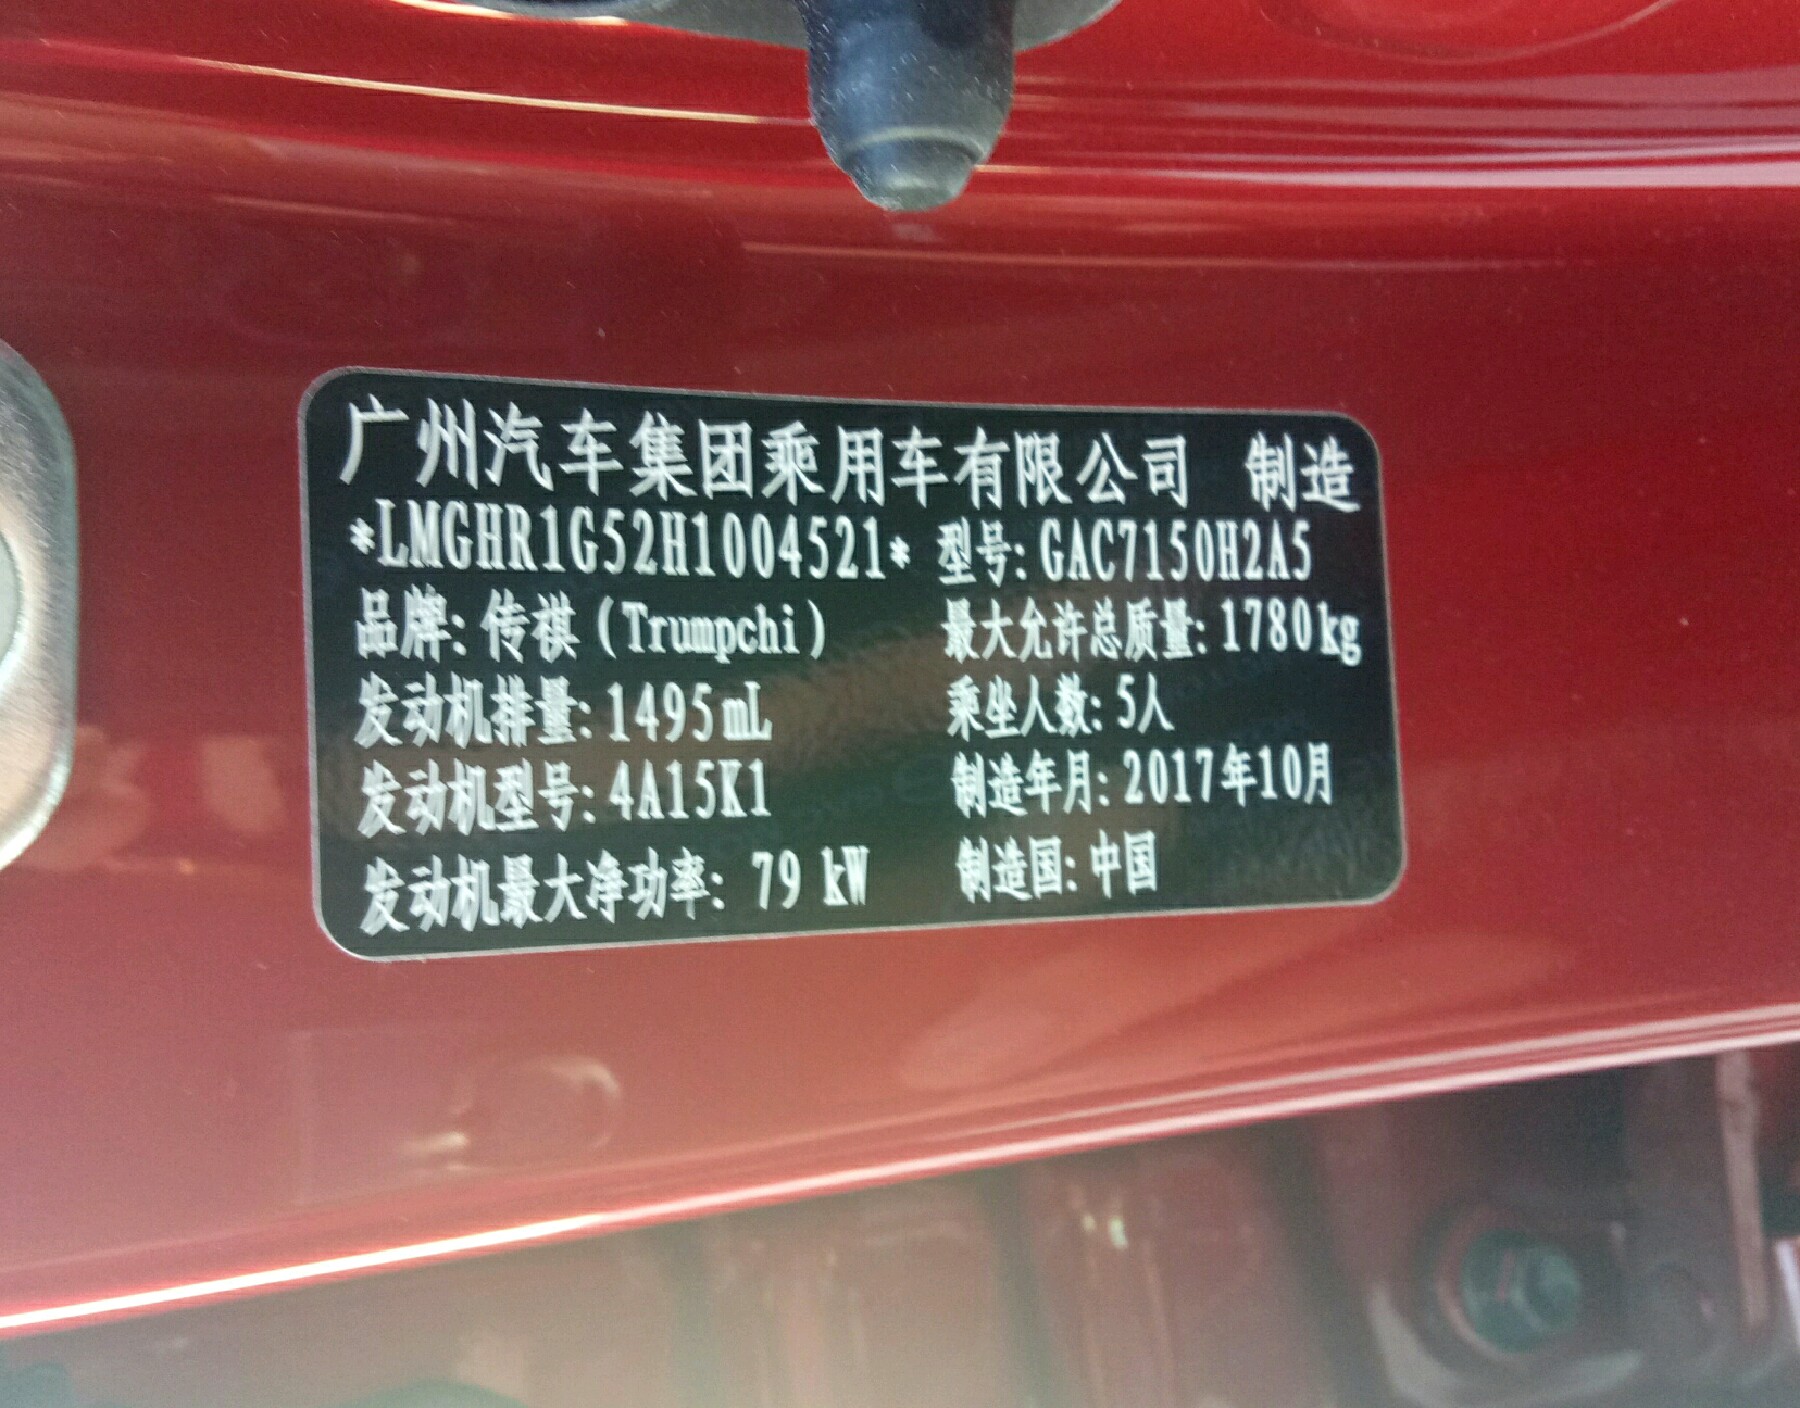 广州汽车集团乘用车有限公司 制造
*LMGHR1G52H1004521* 型号: GAC7150H2A5
品牌: 传祺 (Trumpchi) 最大允许总质量: 1780kg
发动机排量: 1495mL 乘坐人数: 5人
发动机型号: 4A15K1 制造年月: 2017年10月
发动机最大净功率: 79 kW 制造国: 中国